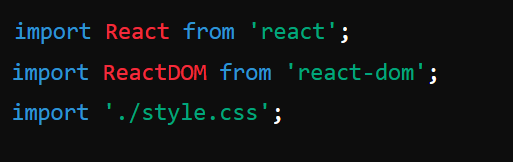 import React from 'react';
import ReactDOM from 'react-dom';
import './style.css';